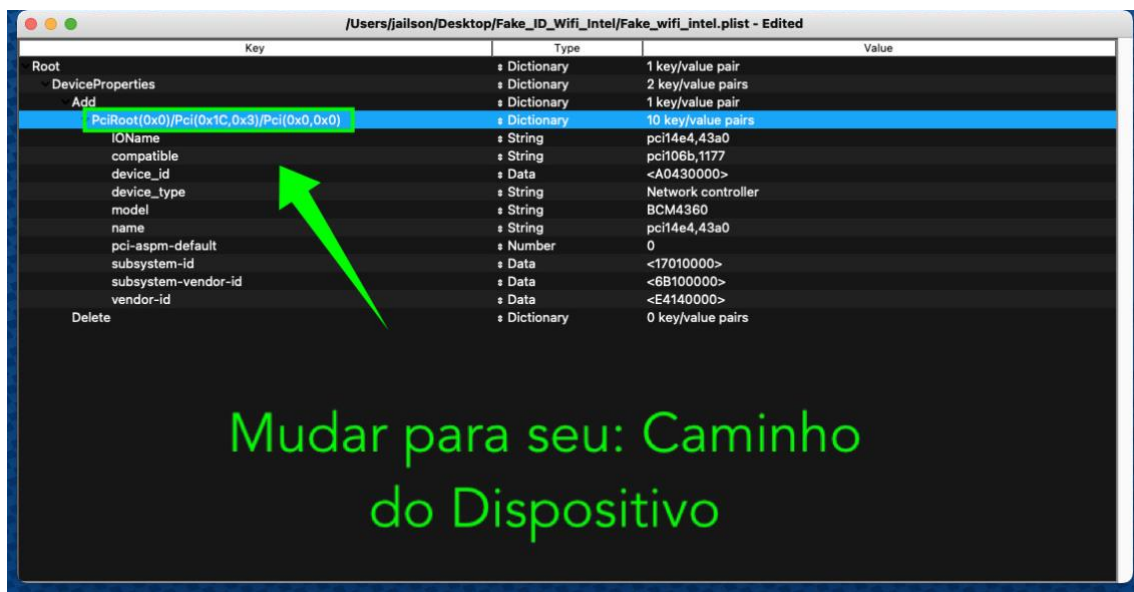 /Users/jailson/Desktop/Fake_ID_Wifi_Intel/Fake_wifi_intel.plist - Edited
Key Type Value
Root Dictionary 1 key/value pair
DeviceProperties Dictionary 2 key/value pairs
Add Dictionary 1 key/value pair
PciRoot(0x0)/Pci(0x1C,0x3)/Pci(0x0,0x0) Dictionary 10 key/value pairs
IOName String pci14e4,43a0
compatible String pci106b,1177
device_id Data <A0430000>
device_type String Network controller
model String BCM4360
name String pci14e4,43a0
pci-aspm-default Number 0
subsystem-id Data <17010000>
subsystem-vendor-id Data <6B100000>
vendor-id Data <E4140000>
Delete Dictionary 0 key/value pairs
Mudar para seu: Caminho
do Dispositivo